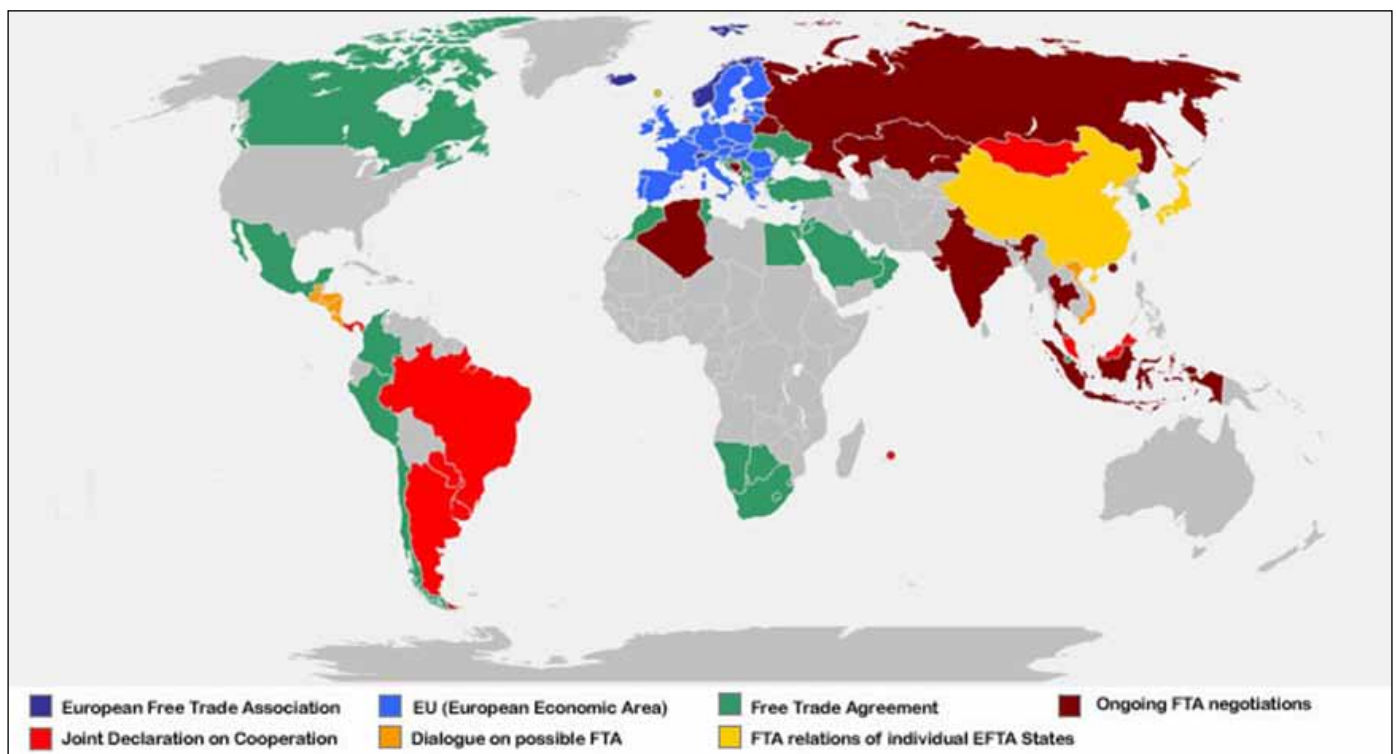 European Free Trade Association
EU (European Economic Area)
Free Trade Agreement
Ongoing FTA negotiations
Joint Declaration on Cooperation
Dialogue on possible FTA
FTA relations of individual EFTA States